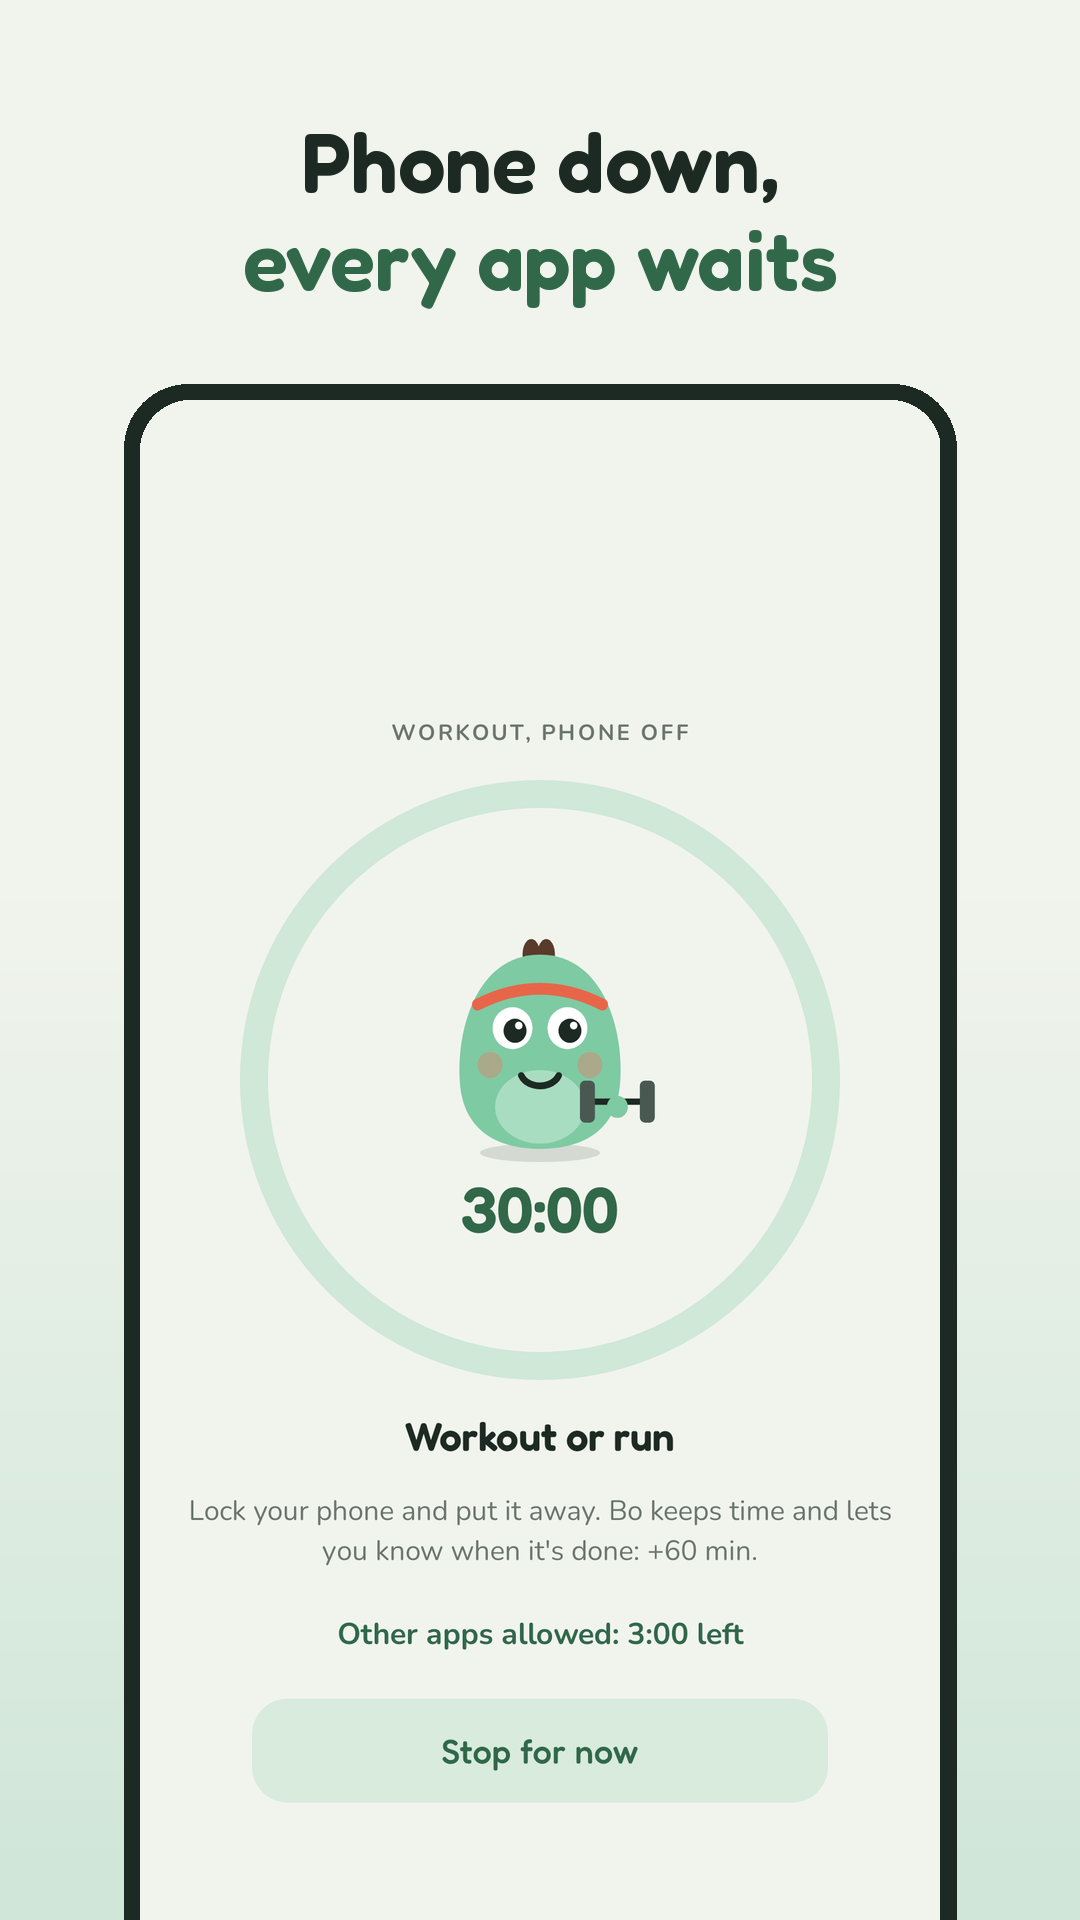 Phone down,
every app waits
WORKOUT, PHONE OFF
30:00
Workout or run
Lock your phone and put it away. Bo keeps time and lets
you know when it's done: +60 min.
Other apps allowed: 3:00 left
Stop for now